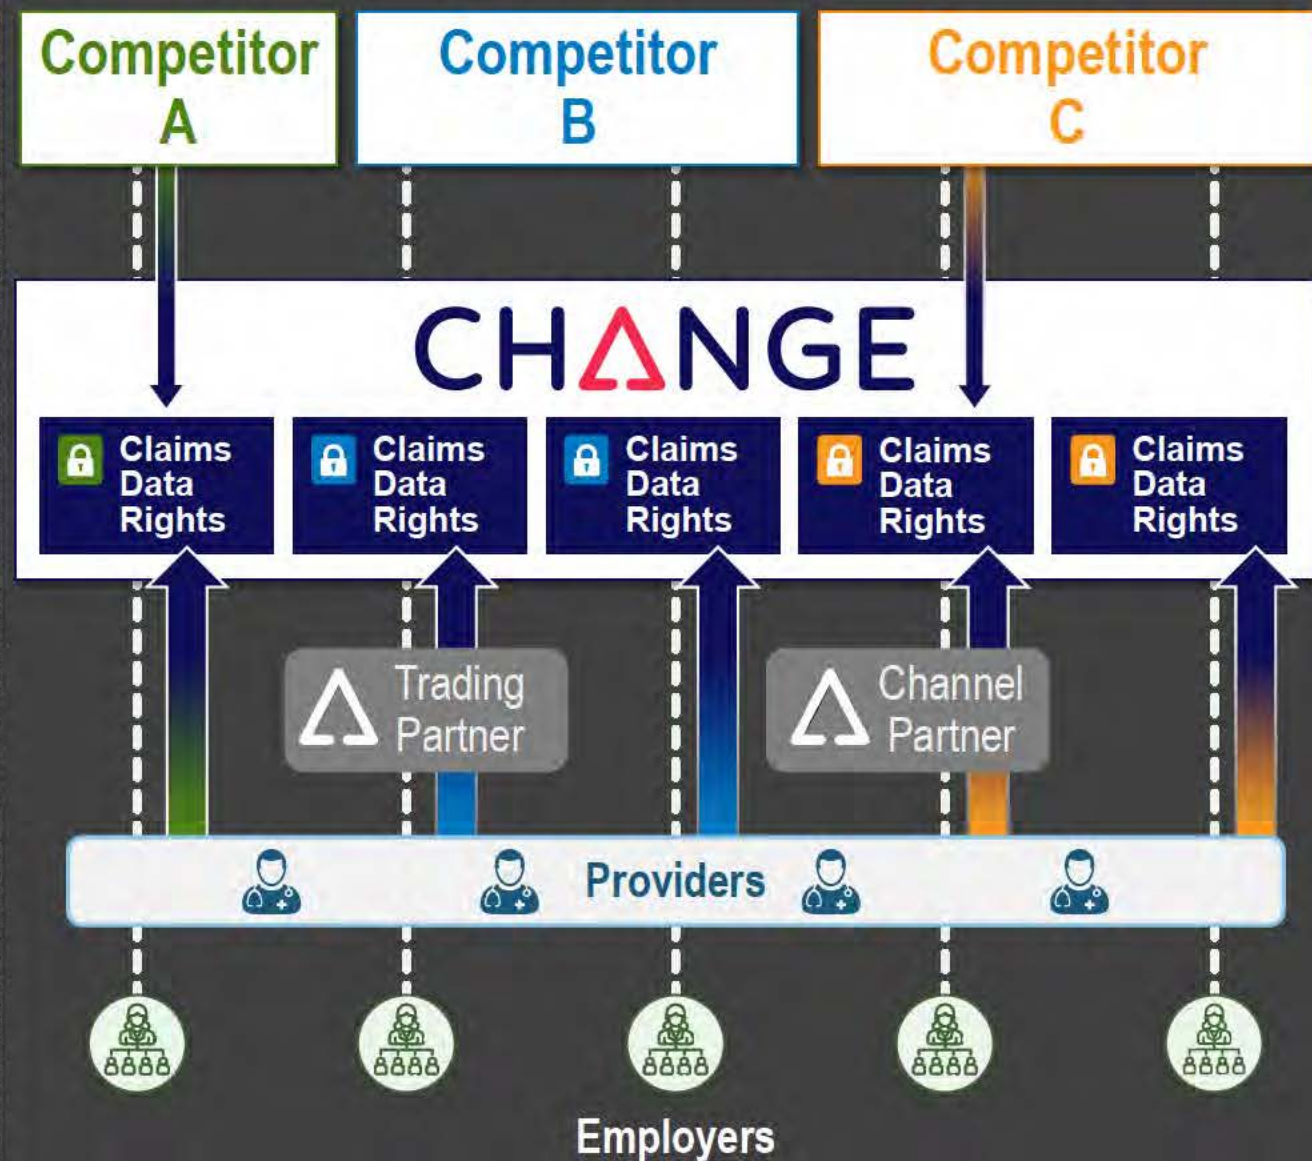 Competitor
A
Competitor
B
Competitor
C
CHANGE
Claims
Data
Rights
Claims
Data
Rights
Claims
Data
Rights
Claims
Data
Rights
Claims
Data
Rights
Trading
Partner
Channel
Partner
Providers
Employers